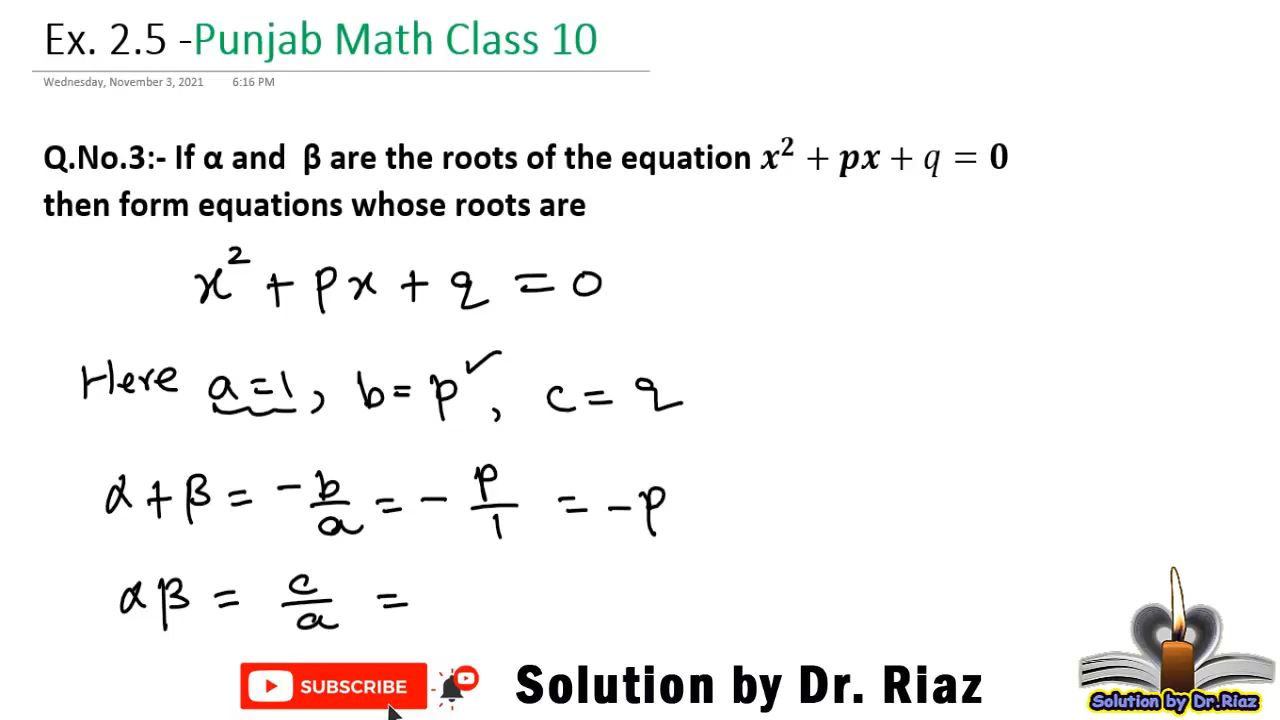 Ex. 2.5 -Punjab Math Class 10
Wednesday, November 3, 2021 6:16 PM
Q.No.3:- If α and β are the roots of the equation x² + px + q = 0
then form equations whose roots are
x² + px + q = 0
Here a=1, b=p ✓, c=q
α+β = -b/a = -p/1 = -p
αβ = c/a =
SUBSCRIBE
Solution by Dr. Riaz
Solution by Dr.Riaz